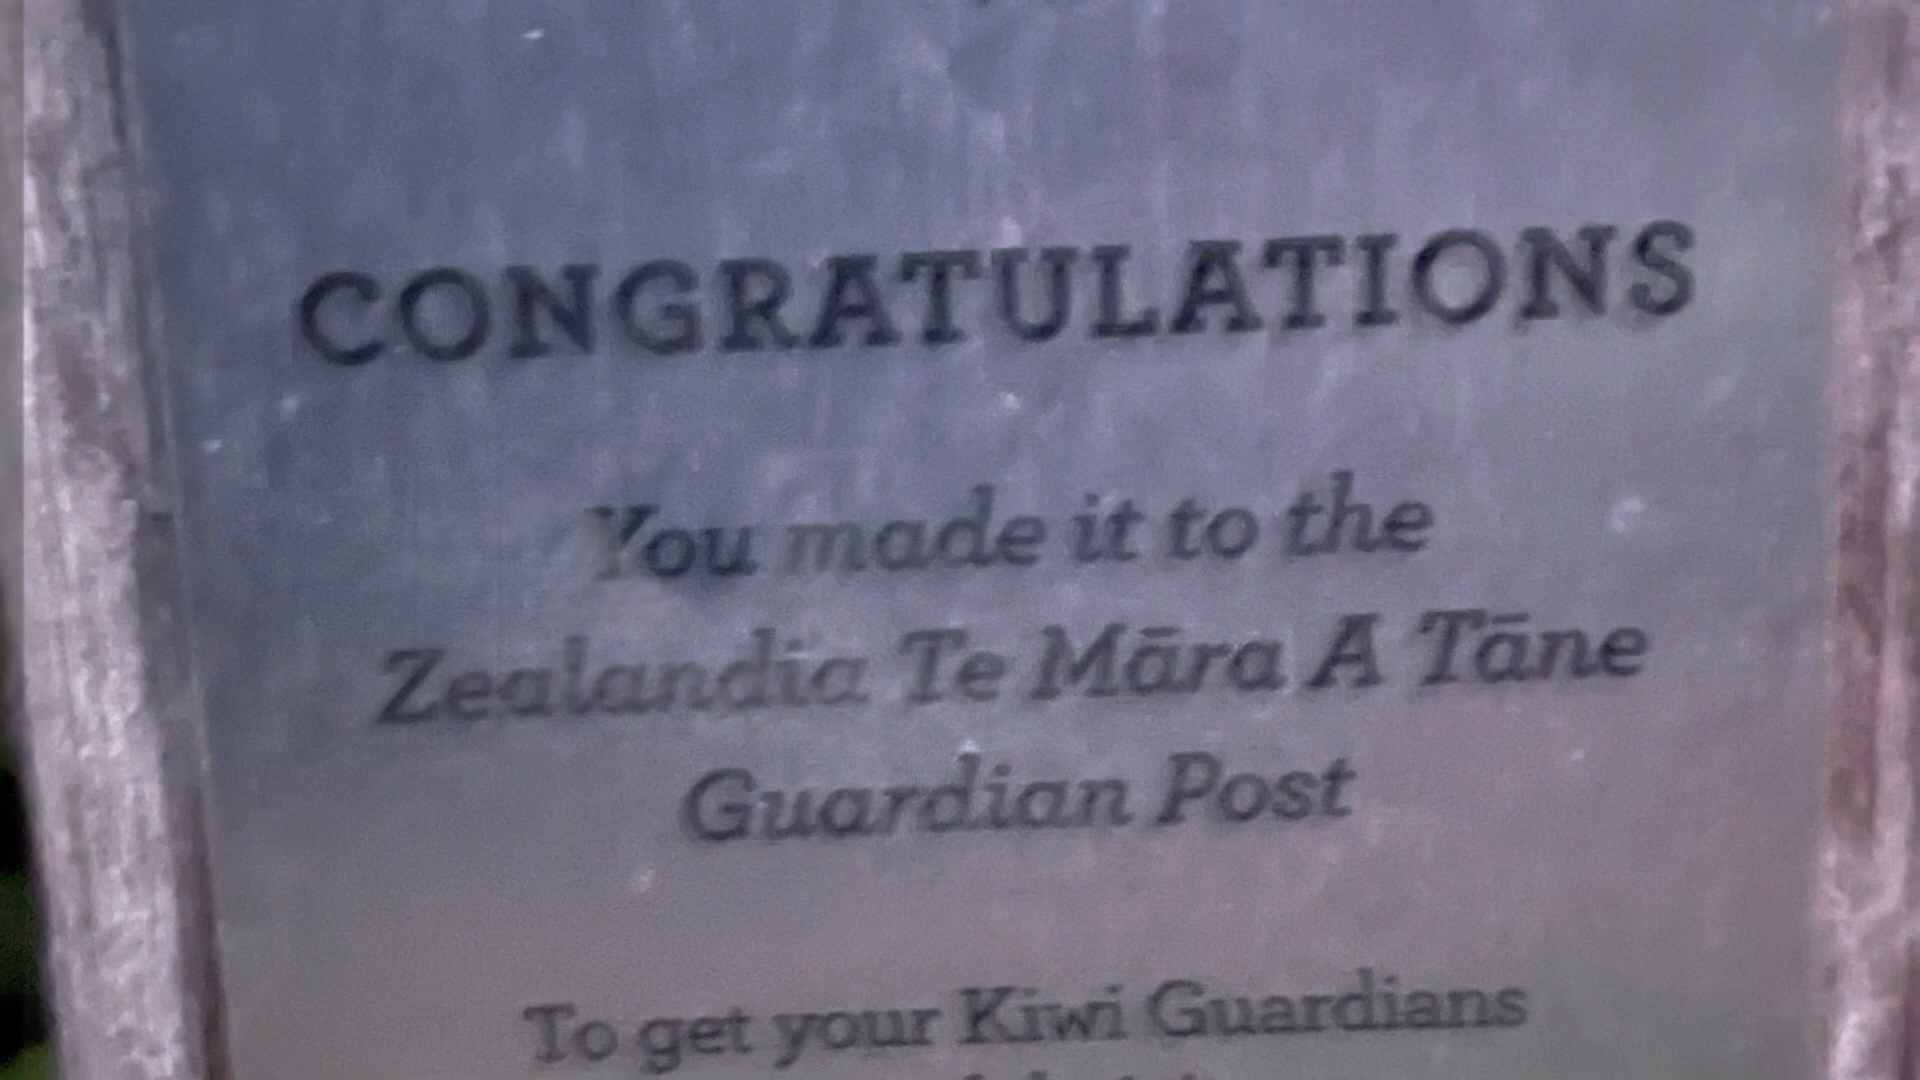 CONGRATULATIONS
You made it to the
Zealandia Te Māra A Tāne
Guardian Post
To get your Kiwi Guardians